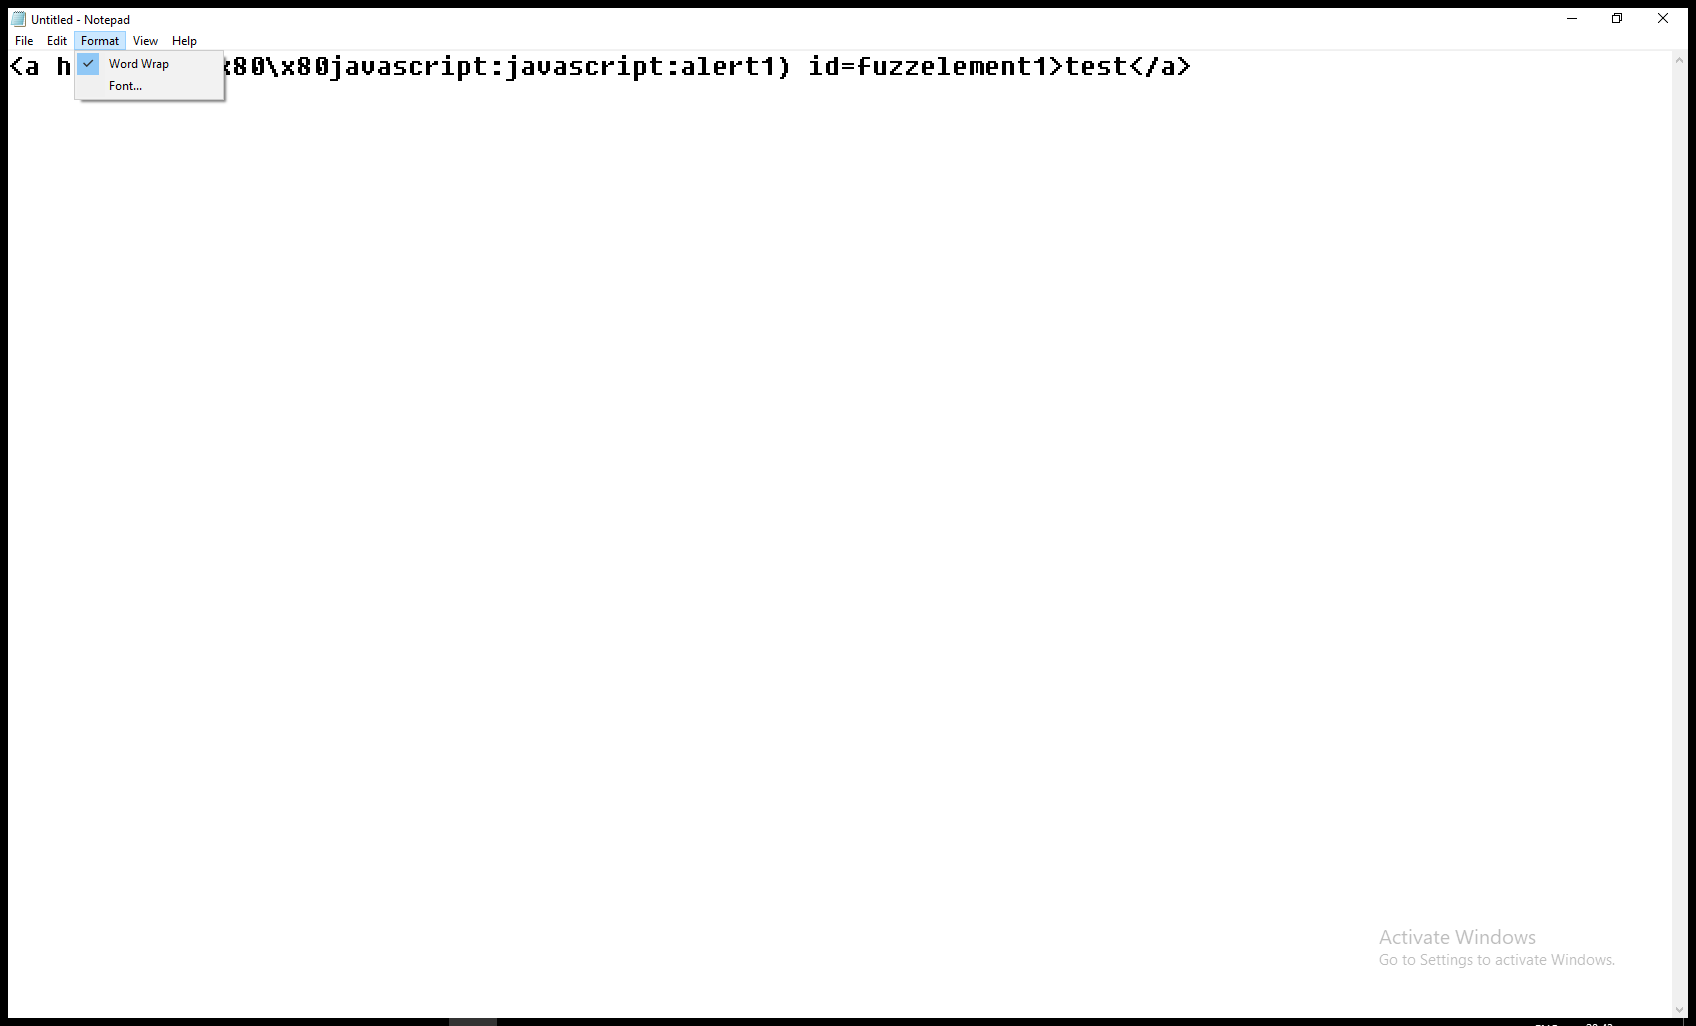 Untitled - Notepad
File Edit Format View Help
<a h x80\x80javascript:javascript:alert1) id=fuzzelement1>test</a>
Word Wrap
Font...
Activate Windows
Go to Settings to activate Windows.